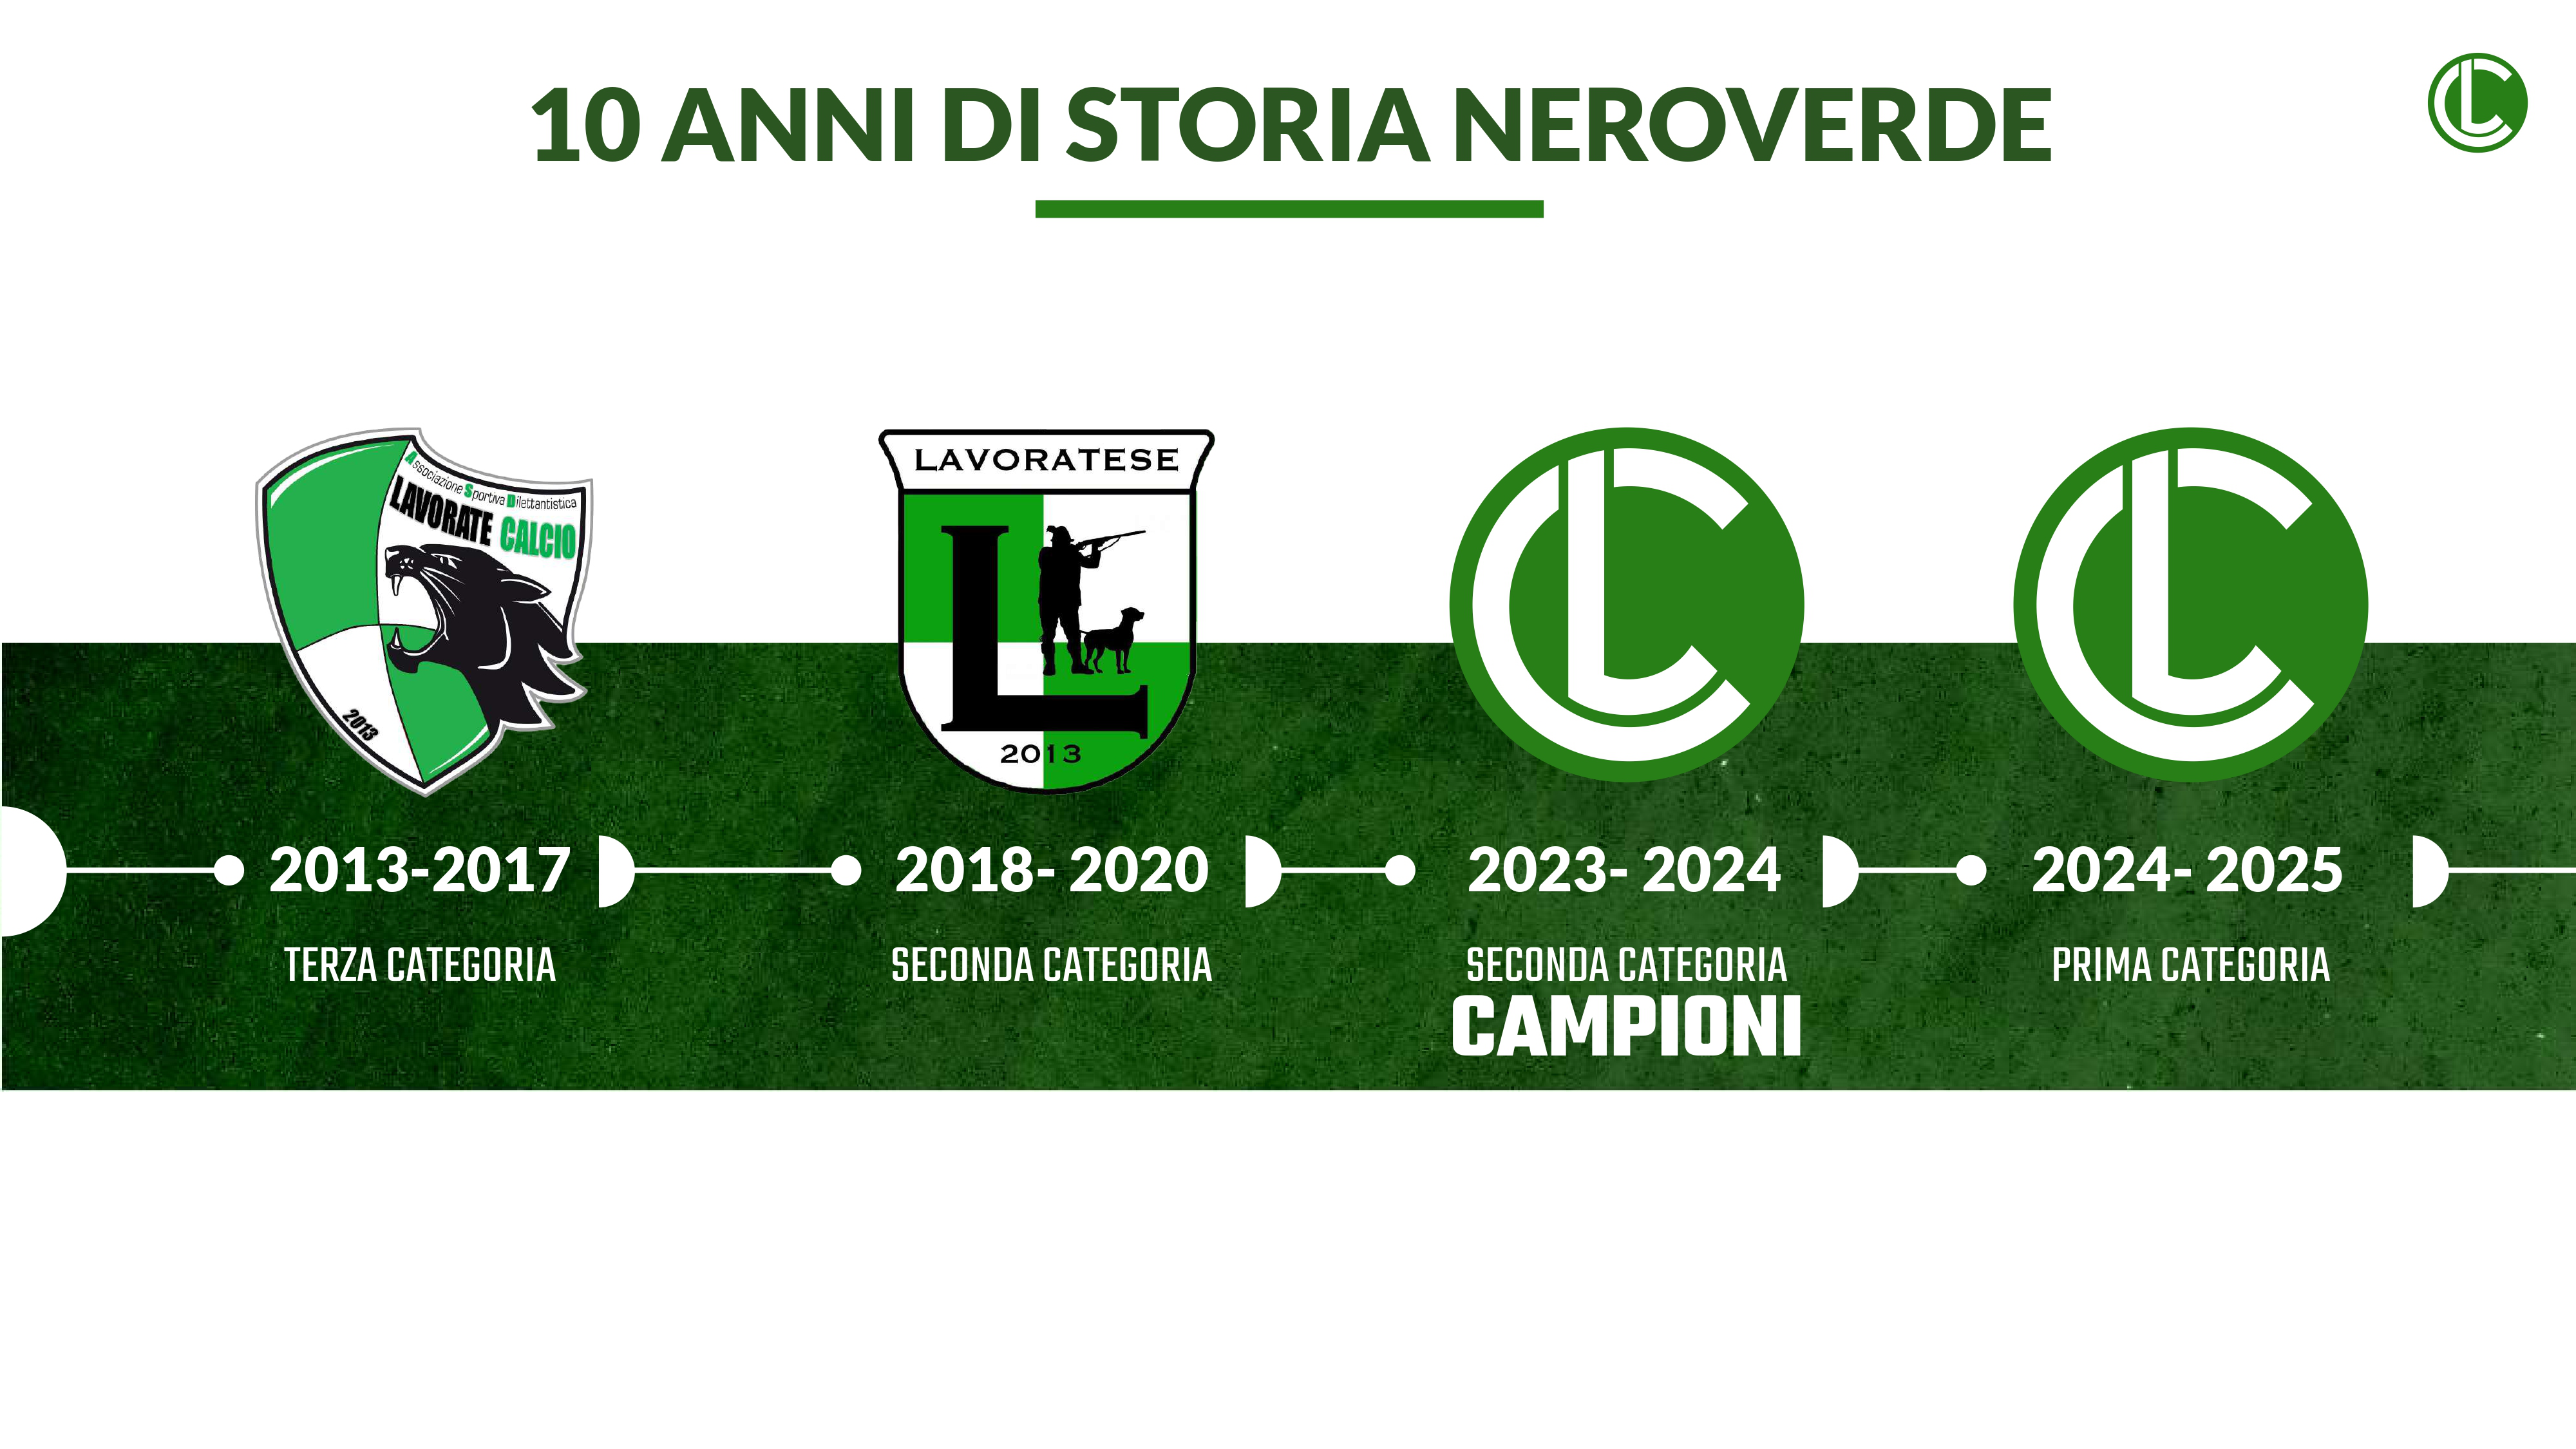 10 ANNI DI STORIA NEROVERDE
Associazione Sportiva Dilettantistica
LAVORATE CALCIO
2013
LAVORATESE
L
2013
2013-2017
TERZA CATEGORIA
2018- 2020
SECONDA CATEGORIA
2023- 2024
SECONDA CATEGORIA
CAMPIONI
2024- 2025
PRIMA CATEGORIA